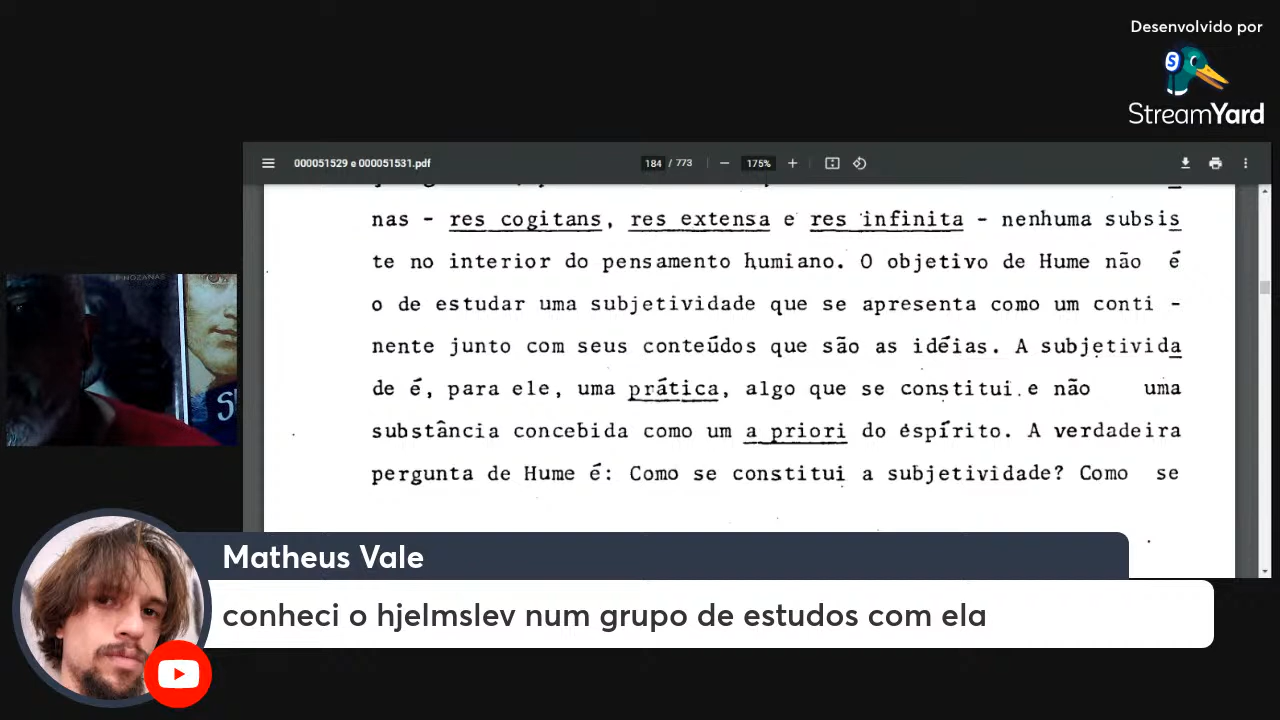 Desenvolvido por
StreamYard
000051529 e 000051531.pdf
184 / 773
175%
nas - res cogitans, res extensa e res infinita - nenhuma subsis
te no interior do pensamento humiano. O objetivo de Hume não é
o de estudar uma subjetividade que se apresenta como um conti -
nente junto com seus conteúdos que são as idéias. A subjetivida
de é, para ele, uma prática, algo que se constitui e não uma
substância concebida como um a priori do espírito. A verdadeira
pergunta de Hume é: Como se constitui a subjetividade? Como se
Matheus Vale
conheci o hjelmslev num grupo de estudos com ela